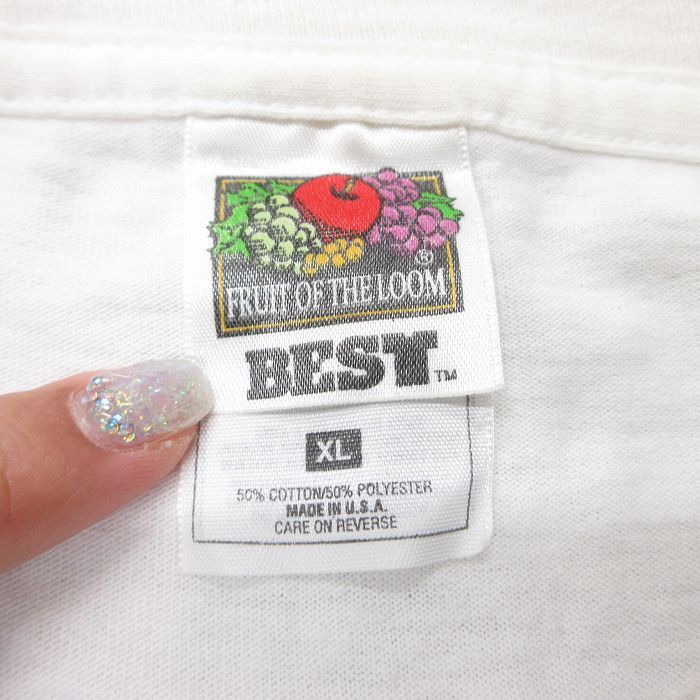 ®
FRUIT OF THE LOOM
BEST™
XL
50% COTTON/50% POLYESTER
MADE IN U.S.A.
CARE ON REVERSE